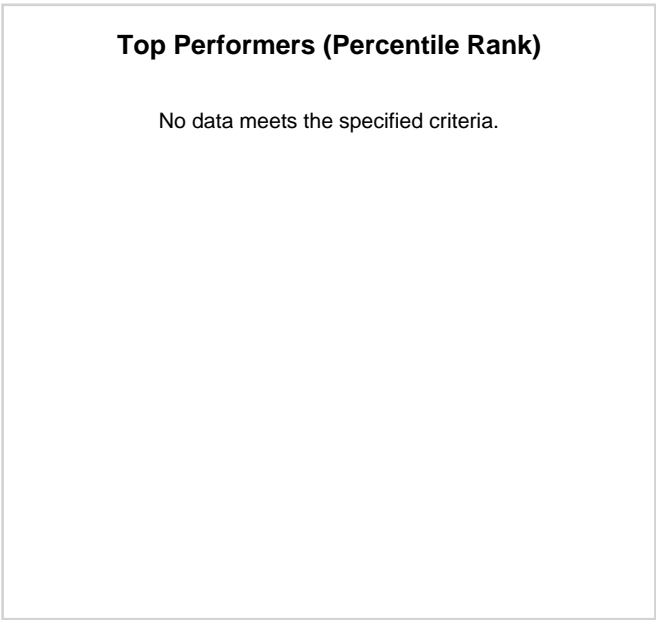 Top Performers (Percentile Rank)
No data meets the specified criteria.